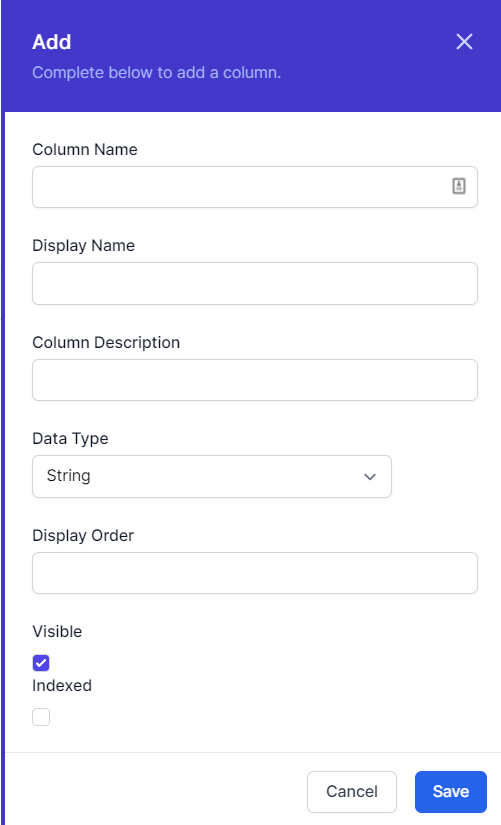 Add
Complete below to add a column.
Column Name
Display Name
Column Description
Data Type
String
Display Order
Visible
Indexed
Cancel Save